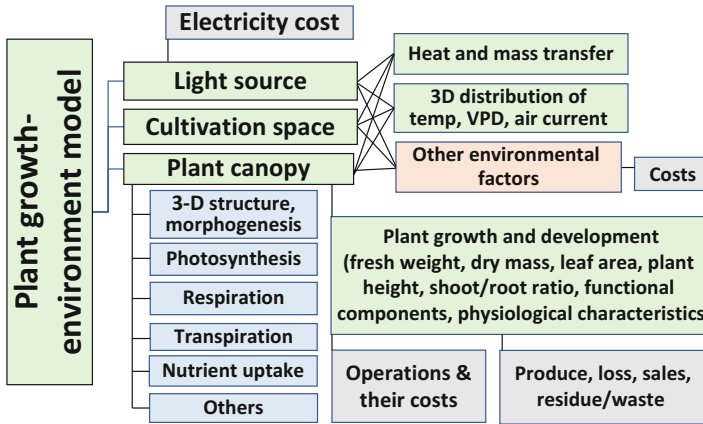 Plant growth-
environment model
Electricity cost
Light source
Cultivation space
Plant canopy
Heat and mass transfer
3D distribution of
temp, VPD, air current
Other environmental
factors
Costs
3-D structure,
morphogenesis
Photosynthesis
Respiration
Transpiration
Nutrient uptake
Others
Plant growth and development
(fresh weight, dry mass, leaf area, plant
height, shoot/root ratio, functional
components, physiological characteristics
Operations &
their costs
Produce, loss, sales,
residue/waste